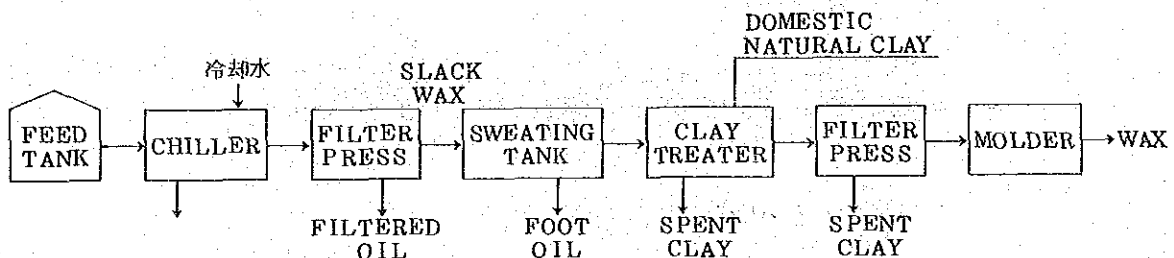 DOMESTIC
NATURAL CLAY
冷却水
SLACK
WAX
FEED
TANK
CHILLER
FILTER
PRESS
SWEATING
TANK
CLAY
TREATER
FILTER
PRESS
MOLDER
WAX
FILTERED
OIL
FOOT
OIL
SPENT
CLAY
SPENT
CLAY